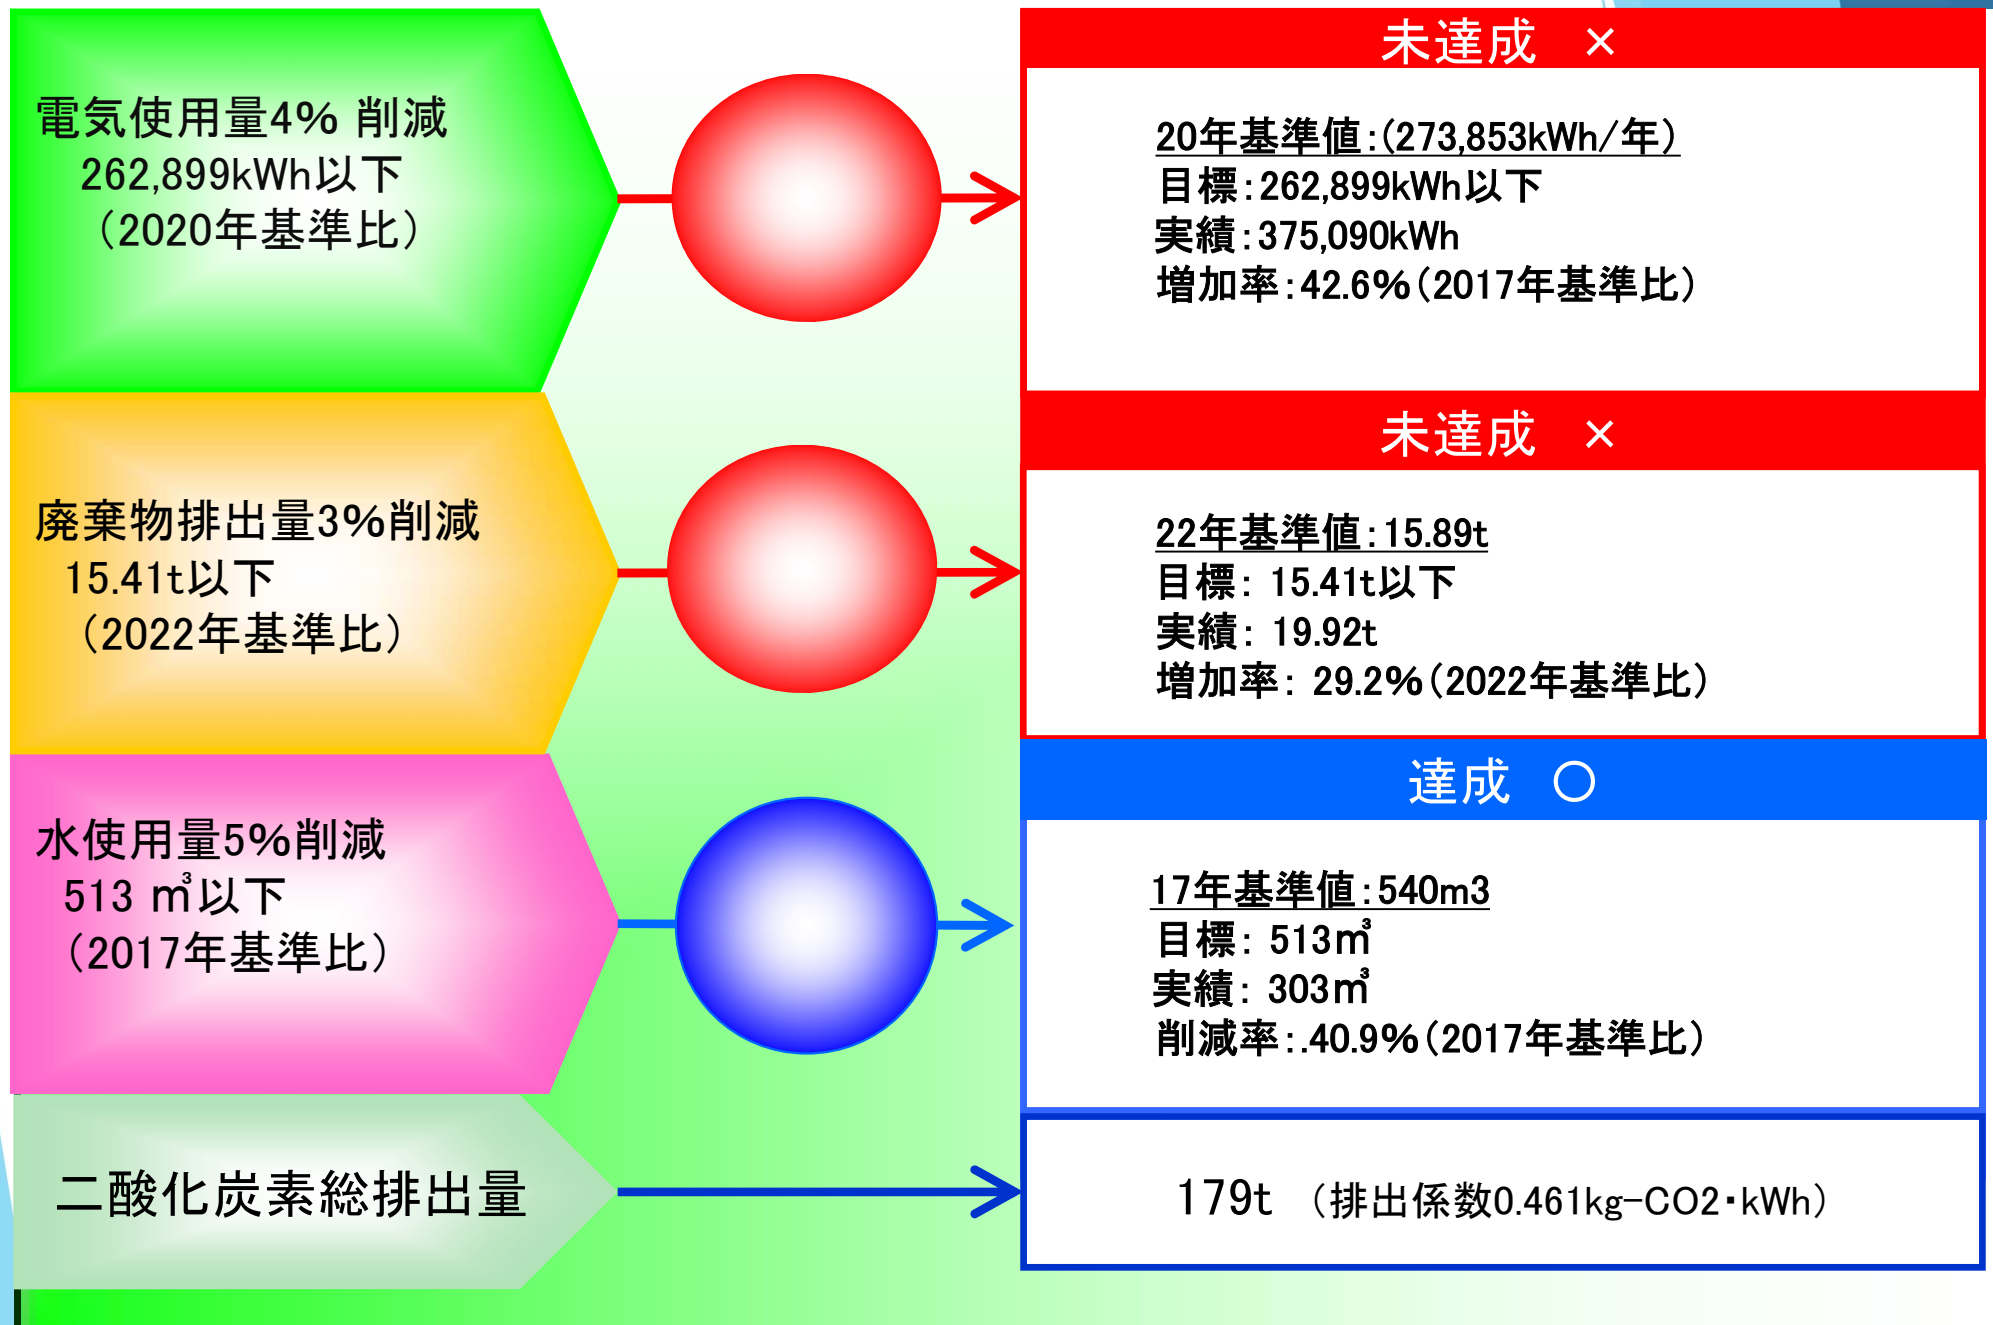 電気使用量4% 削減
262,899kWh以下
（2020年基準比）
未達成 ×
20年基準値：(273,853kWh/年)
目標：262,899kWh以下
実績：375,090kWh
増加率：42.6%（2017年基準比）
廃棄物排出量3%削減
15.41t以下
（2022年基準比）
未達成 ×
22年基準値：15.89t
目標： 15.41t以下
実績： 19.92t
増加率： 29.2%（2022年基準比）
水使用量5%削減
513 ㎥以下
（2017年基準比）
達成 〇
17年基準値：540m3
目標： 513㎥
実績： 303㎥
削減率：.40.9%（2017年基準比）
二酸化炭素総排出量
179t （排出係数0.461kg-CO2・kWh）